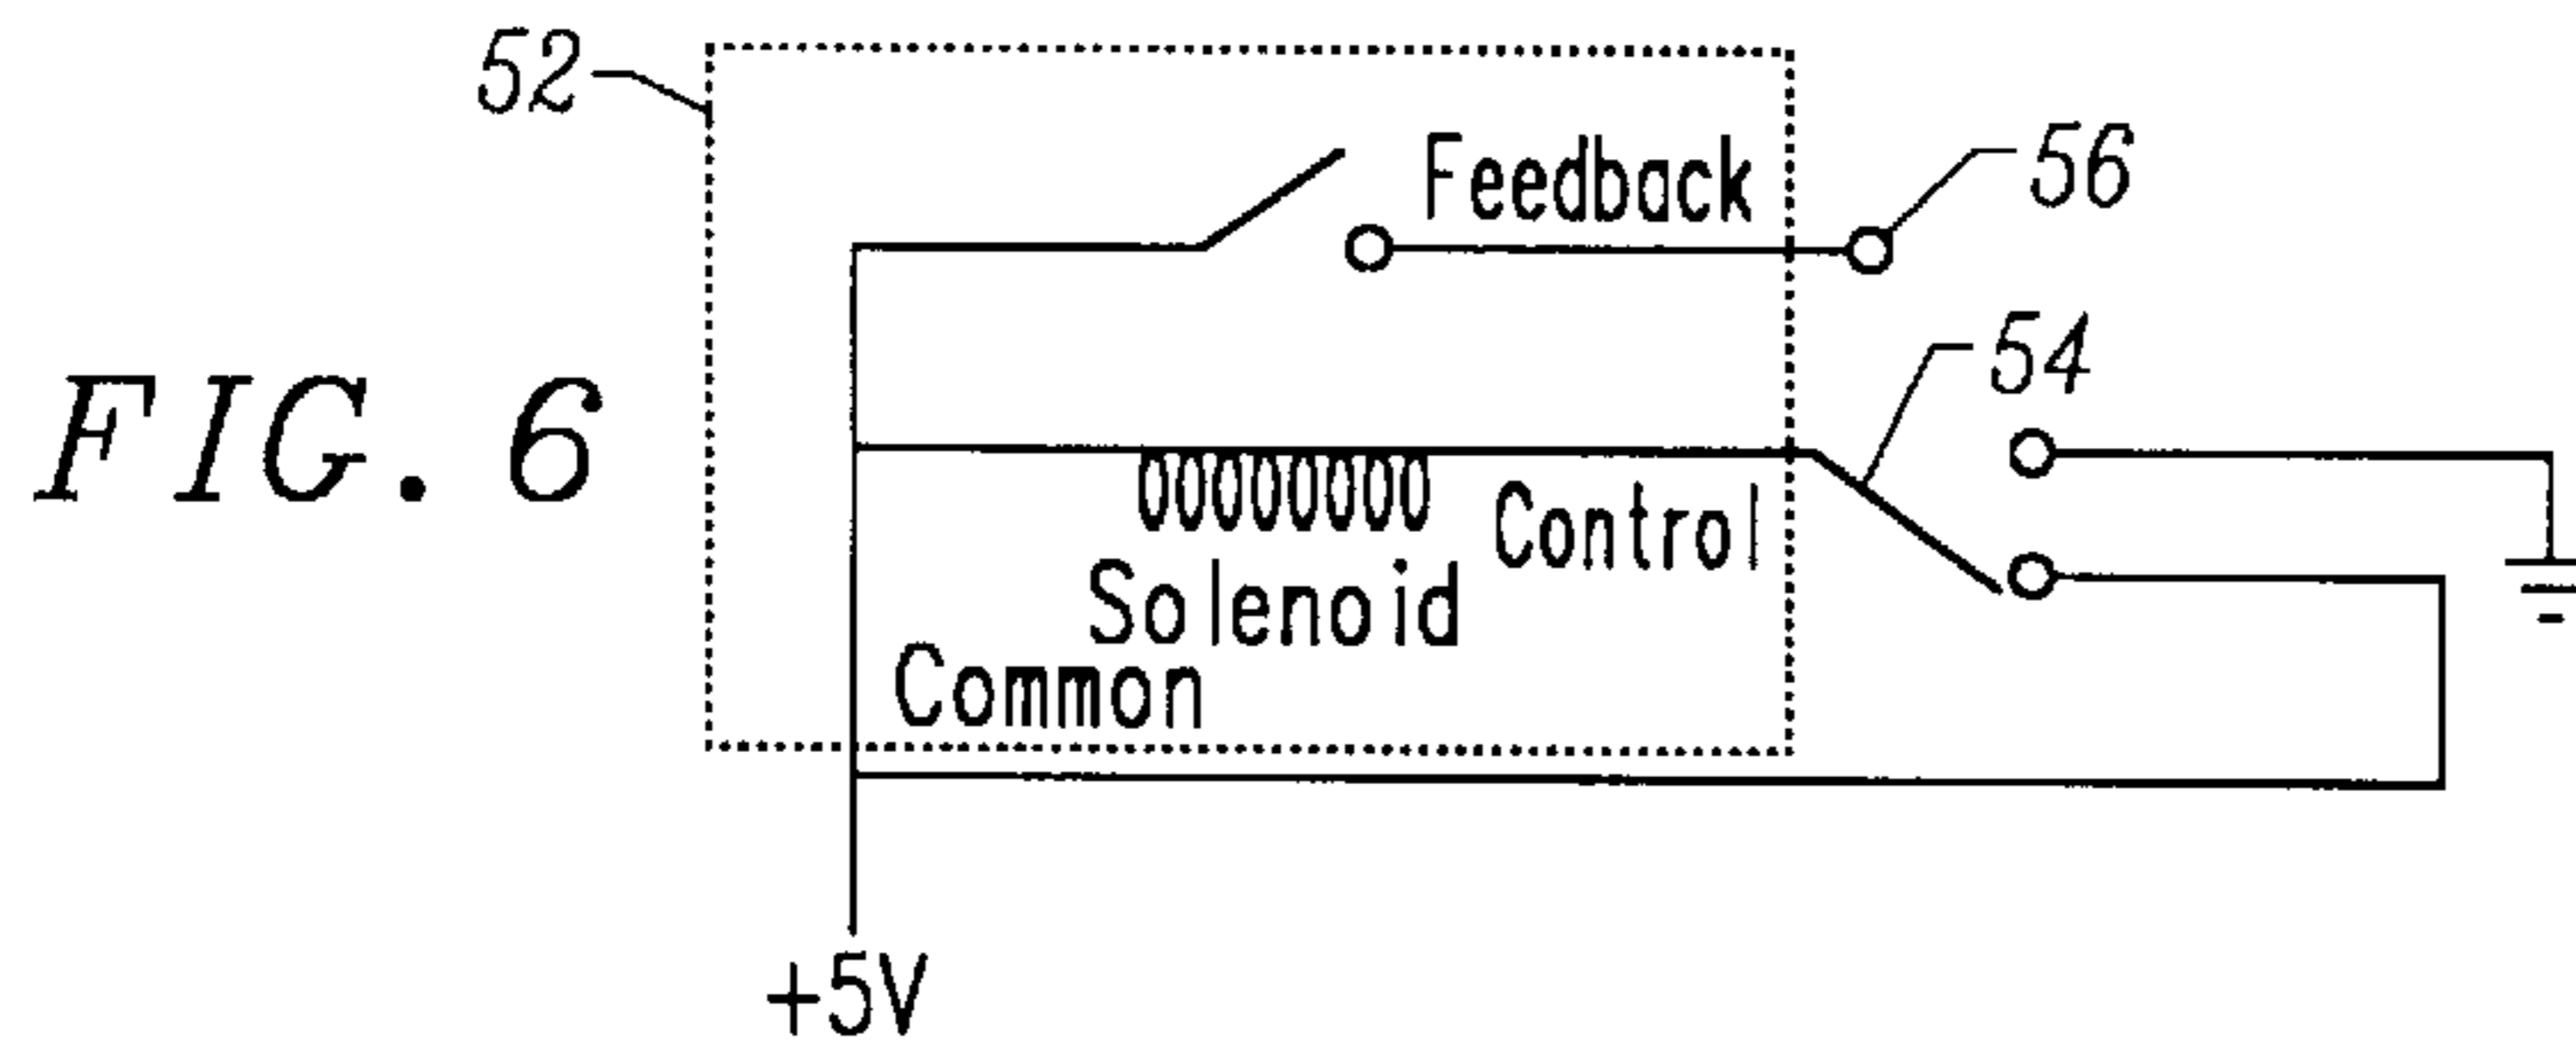 52
Feedback
56
54
FIG. 6
Control
Solenoid
Common
+5V